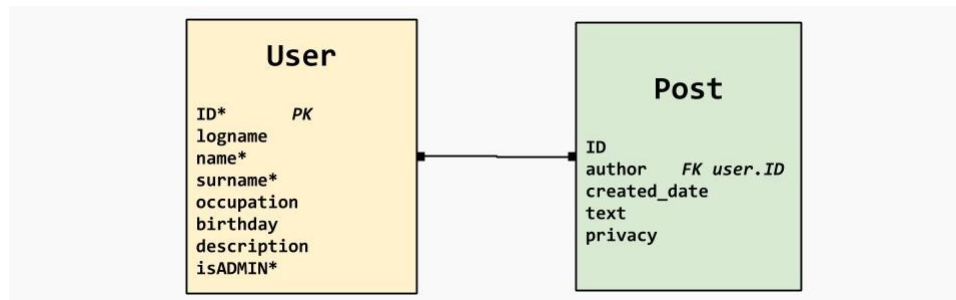 User
ID* PK
logname
name*
surname*
occupation
birthday
description
isADMIN*
Post
ID
author FK user.ID
created_date
text
privacy